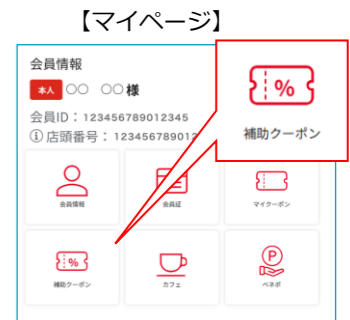 【マイページ】
会員情報
本人 ○○ ○○ 様
会員ID：123456789012345
ⓘ 店頭番号：123456789012
会員情報
会員証
マイクーポン
補助クーポン
カフェ
P
ベネポ
%
%
補助クーポン